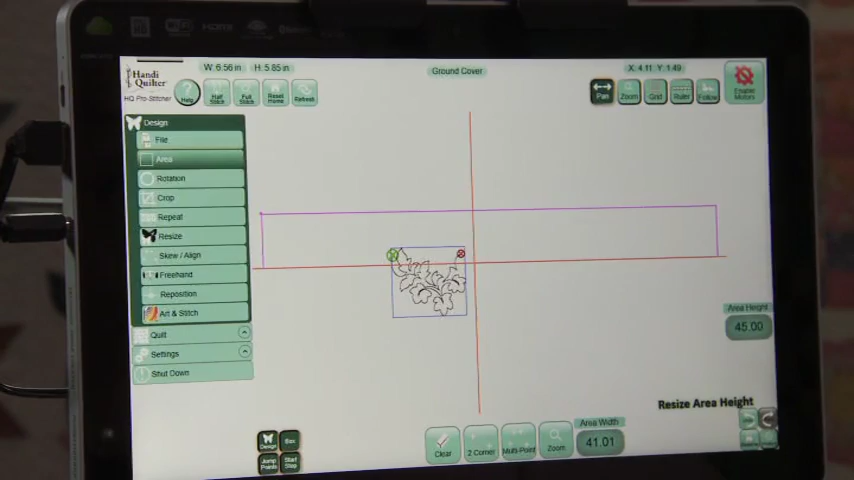 HDMI
Handi
Quilter
HQ Pro-Stitcher
W: 6.56 in H: 5.85 in
Ground Cover
X: 4.11 Y: 1.49
Help
Half
Stitch
Full
Stitch
Reset
Home
Refresh
Pan
Zoom
Grid
Ruler
Follow
Enable
Motors
Design
File
Area
Rotation
Crop
Repeat
Resize
Skew / Align
Freehand
Reposition
Art & Stitch
Quilt
Settings
Shut Down
Area Height
45.00
Resize Area Height
Design
Box
Jump
Points
Start
Stop
Clear
2 Corner
Multi-Point
Zoom
Area Width
41.01